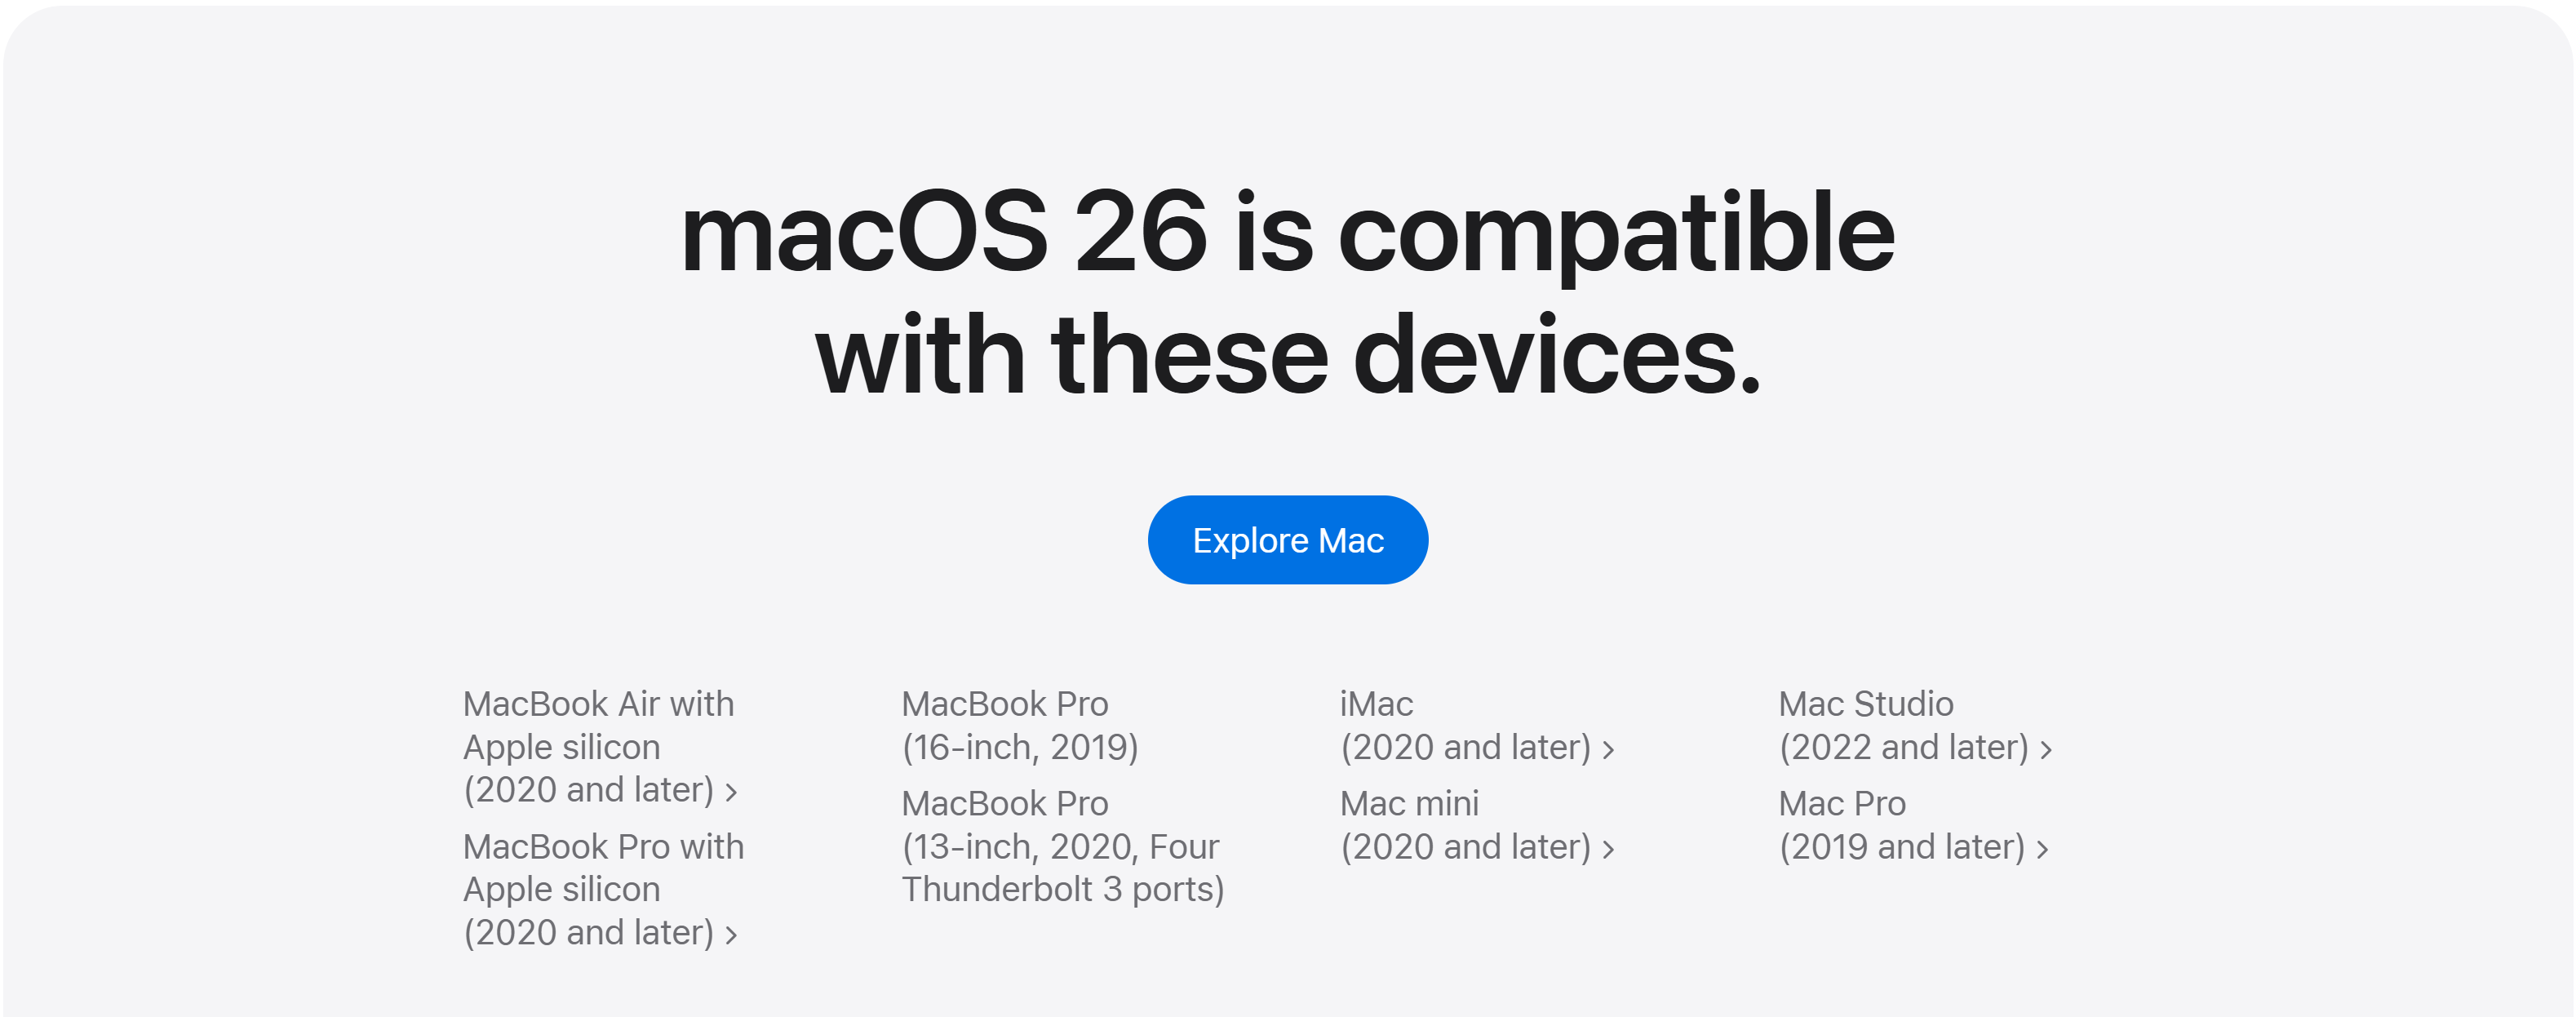 macOS 26 is compatible
with these devices.
Explore Mac
MacBook Air with
Apple silicon
(2020 and later) ›
MacBook Pro with
Apple silicon
(2020 and later) ›
MacBook Pro
(16-inch, 2019)
MacBook Pro
(13-inch, 2020, Four
Thunderbolt 3 ports)
iMac
(2020 and later) ›
Mac mini
(2020 and later) ›
Mac Studio
(2022 and later) ›
Mac Pro
(2019 and later) ›